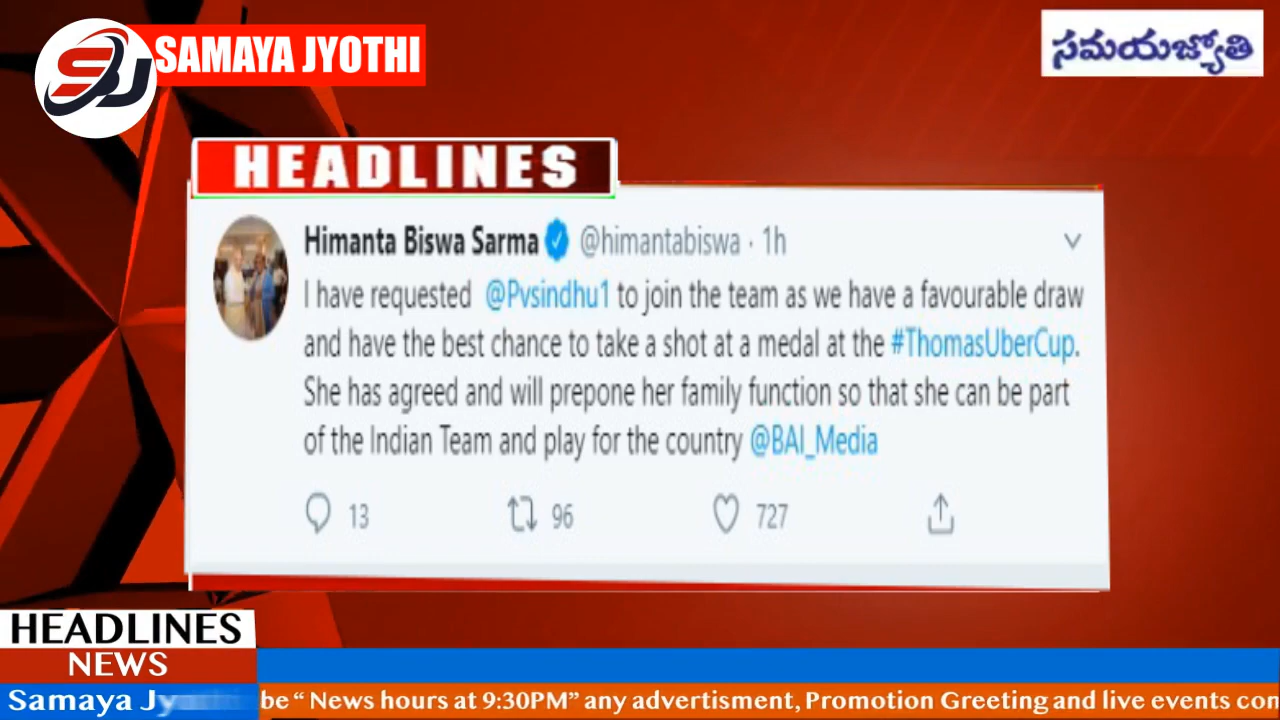 SAMAYA JYOTHI
సమయజ్యోతి
HEADLINES
Himanta Biswa Sarma @himantabiswa · 1h
I have requested @Pvsindhu1 to join the team as we have a favourable draw
and have the best chance to take a shot at a medal at the #ThomasUberCup.
She has agreed and will prepone her family function so that she can be part
of the Indian Team and play for the country @BAI_Media
13 96 727
HEADLINES
NEWS
Samaya Jy
be “ News hours at 9:30PM” any advertisment, Promotion Greeting and live events con